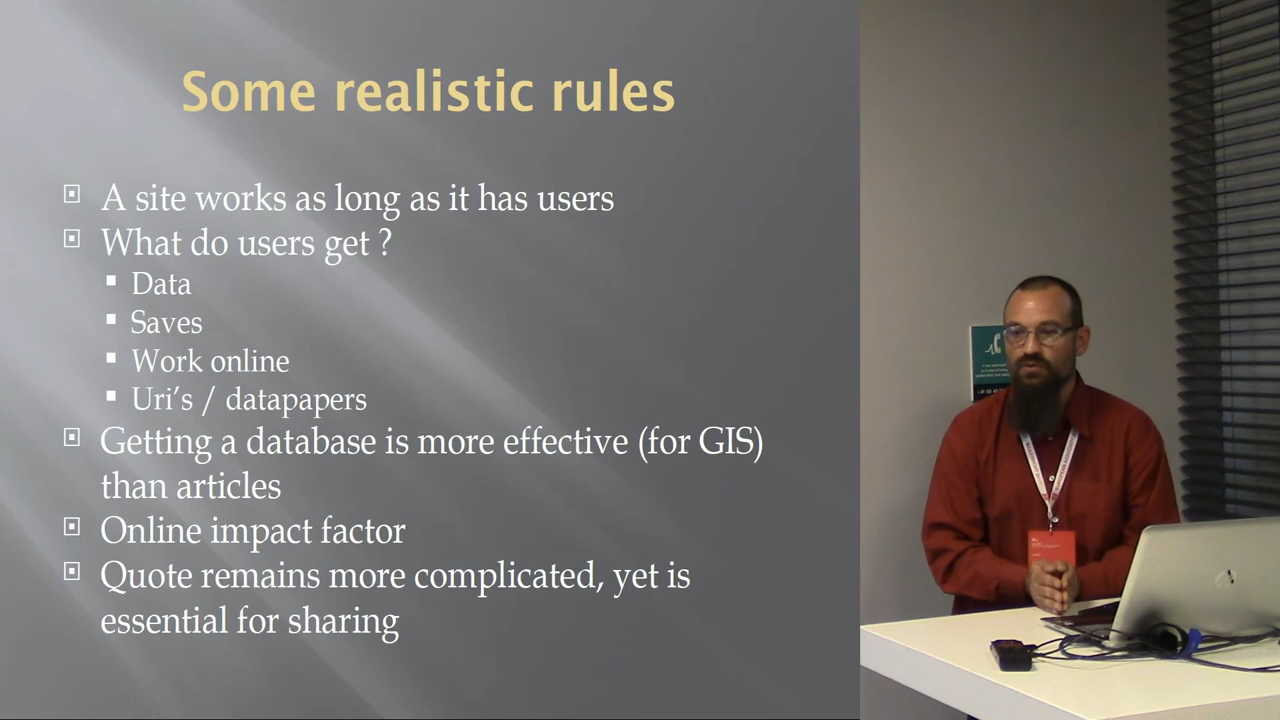 Some realistic rules
A site works as long as it has users
What do users get ?
Data
Saves
Work online
Uri's / datapapers
Getting a database is more effective (for GIS)
than articles
Online impact factor
Quote remains more complicated, yet is
essential for sharing